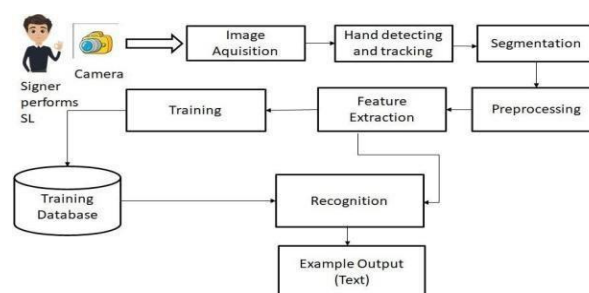 Signer
performs
SL
Camera
Image
Aquisition
Hand detecting
and tracking
Segmentation
Preprocessing
Feature
Extraction
Training
Training
Database
Recognition
Example Output
(Text)